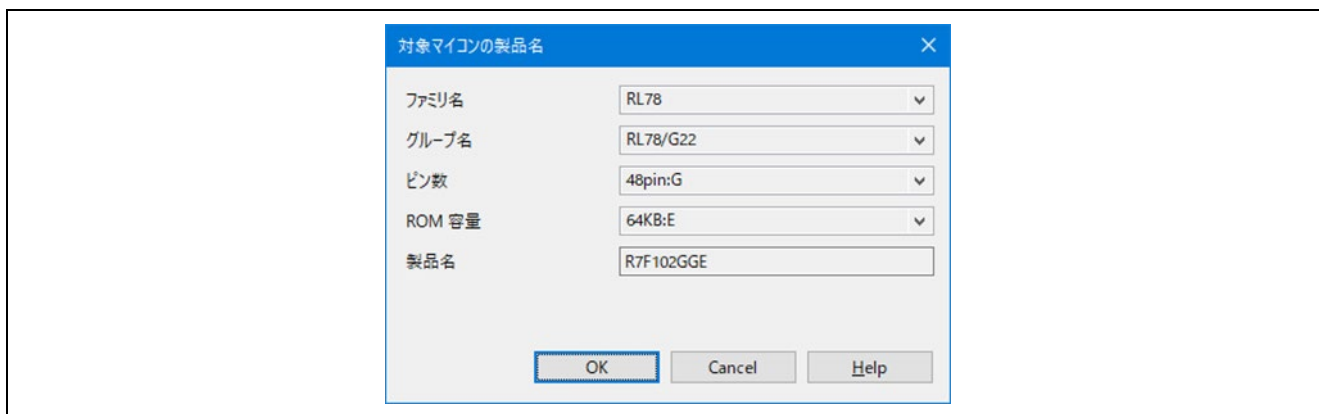 対象マイコンの製品名
ファミリ名 RL78
グループ名 RL78/G22
ピン数 48pin:G
ROM 容量 64KB:E
製品名 R7F102GGE
OK Cancel Help